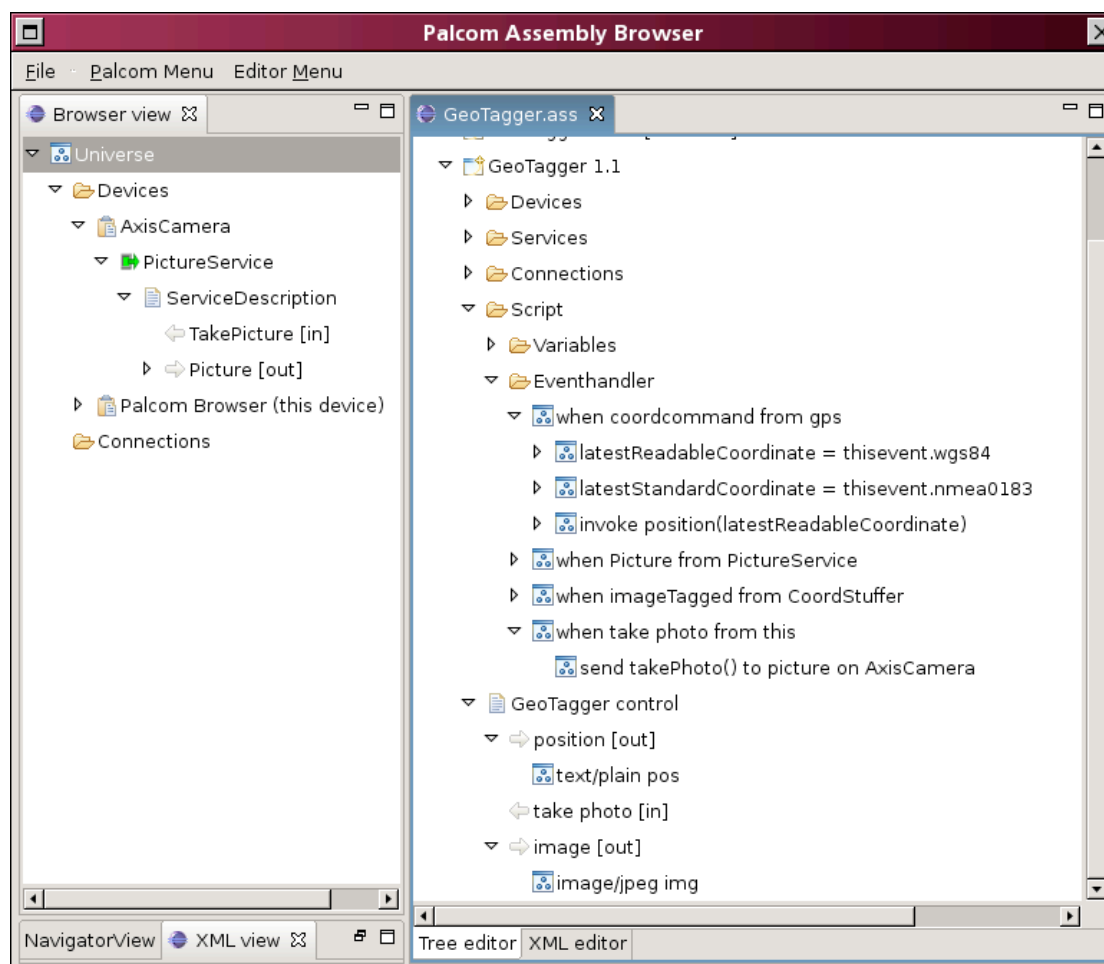 Palcom Assembly Browser
File Palcom Menu Editor Menu
Browser view
Universe
Devices
AxisCamera
PictureService
ServiceDescription
TakePicture [in]
Picture [out]
Palcom Browser (this device)
Connections
NavigatorView XML view
GeoTagger.ass
GeoTagger 1.1
Devices
Services
Connections
Script
Variables
Eventhandler
when coordcommand from gps
latestReadableCoordinate = thisevent.wgs84
latestStandardCoordinate = thisevent.nmea0183
invoke position(latestReadableCoordinate)
when Picture from PictureService
when imageTagged from CoordStuffer
when take photo from this
send takePhoto() to picture on AxisCamera
GeoTagger control
position [out]
text/plain pos
take photo [in]
image [out]
image/jpeg img
Tree editor XML editor